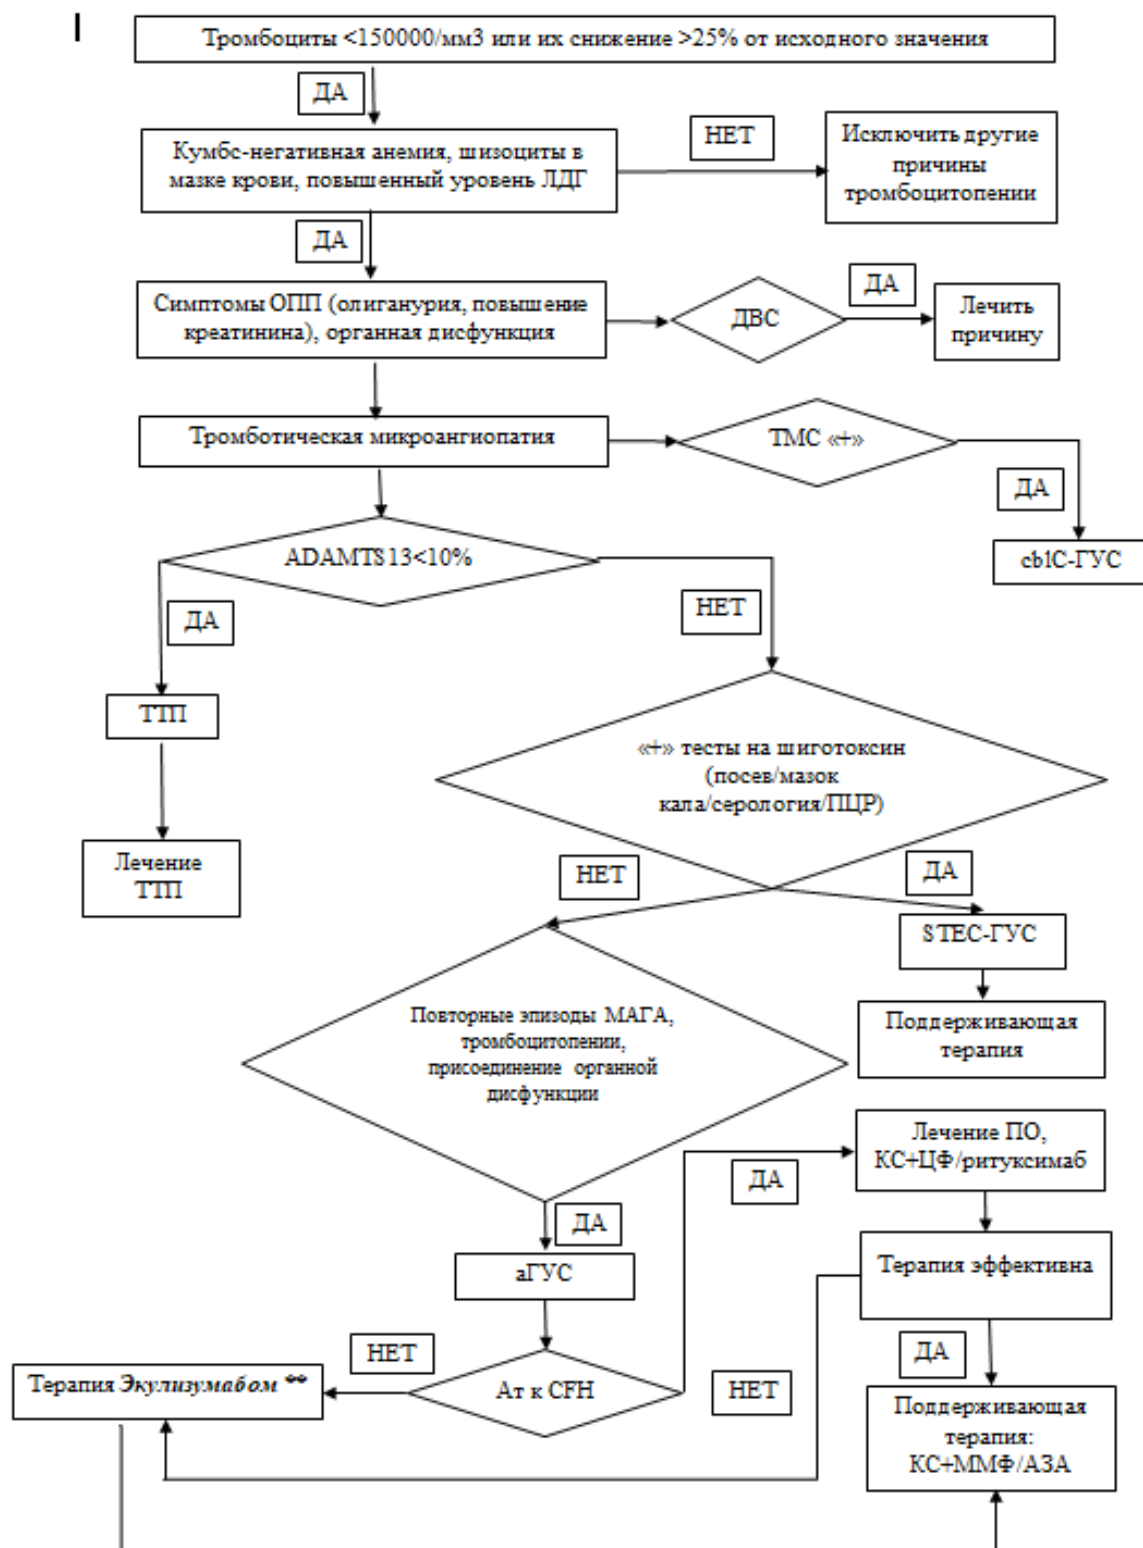 I
Тромбоциты <150000/мм3 или их снижение >25% от исходного значения
ДА
Кумбс-негативная анемия, шизоциты в
мазке крови, повышенный уровень ЛДГ
НЕТ
Исключить другие
причины
тромбоцитопении
ДА
Симптомы ОПП (олиганурия, повышение
креатинина), органная дисфункция
ДВС
ДА
Лечить
причину
Тромботическая микроангиопатия
ТМС «+»
ДА
cblC-ГУС
ADAMTS13<10%
ДА
НЕТ
ТТП
Лечение
ТТП
«+» тесты на шиготоксин
(посев/мазок
кала/серология/ПЦР)
НЕТ
ДА
STEC-ГУС
Поддерживающая
терапия
Повторные эпизоды МАГА,
тромбоцитопении,
присоединение органной
дисфункции
ДА
аГУС
Ат к CFH
ДА
Лечение ПО,
КС+ЦФ/ритуксимаб
Терапия эффективна
НЕТ
Терапия Экулизумабом **
НЕТ
ДА
Поддерживающая
терапия:
КС+ММФ/АЗА